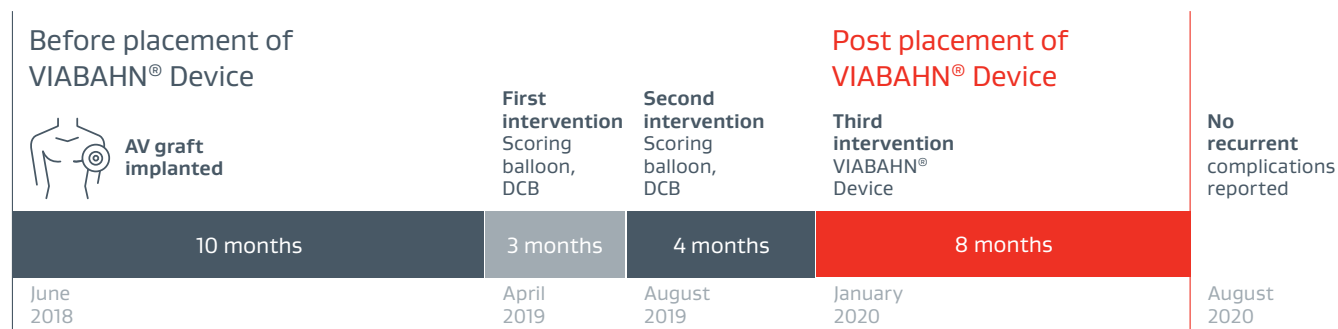 Before placement of
VIABAHN® Device
AV graft
implanted
First
intervention
Scoring
balloon,
DCB
Second
intervention
Scoring
balloon,
DCB
Post placement of
VIABAHN® Device
Third
intervention
VIABAHN®
Device
No
recurrent
complications
reported
10 months
3 months
4 months
8 months
June
2018
April
2019
August
2019
January
2020
August
2020